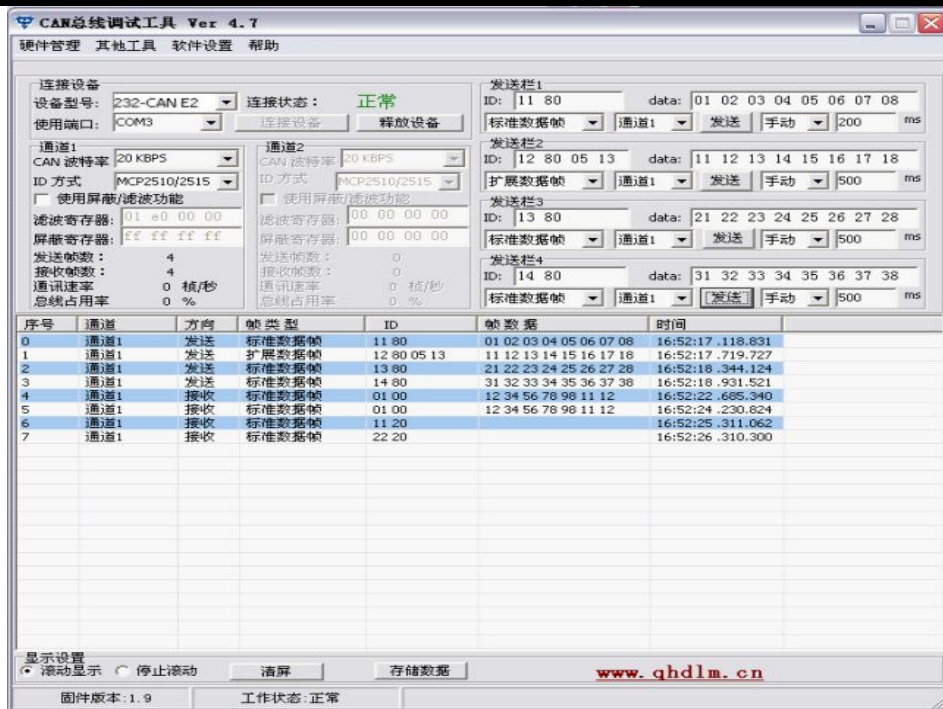 CAN总线调试工具 Ver 4.7
硬件管理 其他工具 软件设置 帮助
连接设备
设备型号: 232-CAN E2 连接状态: 正常
使用端口: COM3 连接设备 释放设备
通道1
CAN 波特率 20 KBPS
ID 方式 MCP2510/2515
使用屏蔽/滤波功能
滤波寄存器: 01 e0 00 00
屏蔽寄存器: ff ff ff ff
发送帧数: 4
接收帧数: 4
通讯速率 0 桢/秒
总线占用率 0 %
通道2
CAN 波特率 20 KBPS
ID 方式 MCP2510/2515
使用屏蔽/滤波功能
滤波寄存器: 00 00 00 00
屏蔽寄存器: 00 00 00 00
发送帧数: 0
接收帧数: 0
通讯速率 0 桢/秒
总线占用率 0 %
发送栏1
ID: 11 80 data: 01 02 03 04 05 06 07 08
标准数据帧 通道1 发送 手动 200 ms
发送栏2
ID: 12 80 05 13 data: 11 12 13 14 15 16 17 18
扩展数据帧 通道1 发送 手动 500 ms
发送栏3
ID: 13 80 data: 21 22 23 24 25 26 27 28
标准数据帧 通道1 发送 手动 500 ms
发送栏4
ID: 14 80 data: 31 32 33 34 35 36 37 38
标准数据帧 通道1 发送 手动 500 ms
序号 通道 方向 帧类型 ID 帧数据 时间
0 通道1 发送 标准数据帧 11 80 01 02 03 04 05 06 07 08 16:52:17 .118.831
1 通道1 发送 扩展数据帧 12 80 05 13 11 12 13 14 15 16 17 18 16:52:17 .719.727
2 通道1 发送 标准数据帧 13 80 21 22 23 24 25 26 27 28 16:52:18 .344.124
3 通道1 发送 标准数据帧 14 80 31 32 33 34 35 36 37 38 16:52:18 .931.521
4 通道1 接收 标准数据帧 01 00 12 34 56 78 98 11 12 16:52:22 .685.340
5 通道1 接收 标准数据帧 01 00 12 34 56 78 98 11 12 16:52:24 .230.824
6 通道1 接收 标准数据帧 11 20 16:52:25 .311.062
7 通道1 接收 标准数据帧 22 20 16:52:26 .310.300
显示设置
滚动显示 停止滚动 清屏 存储数据 www.qhdlm.cn
固件版本:1.9 工作状态:正常